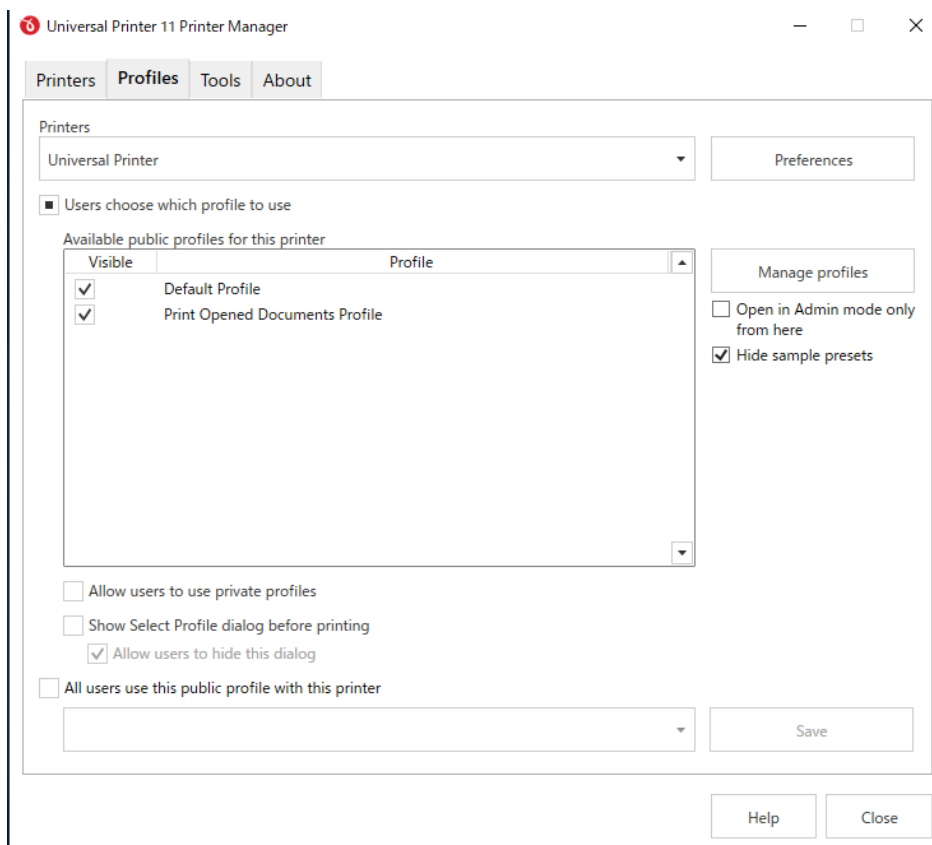 Universal Printer 11 Printer Manager
Printers Profiles Tools About
Printers
Universal Printer Preferences
Users choose which profile to use
Available public profiles for this printer
Visible Profile
Manage profiles
Default Profile
Print Opened Documents Profile
Open in Admin mode only
from here
Hide sample presets
Allow users to use private profiles
Show Select Profile dialog before printing
Allow users to hide this dialog
All users use this public profile with this printer
Save
Help Close